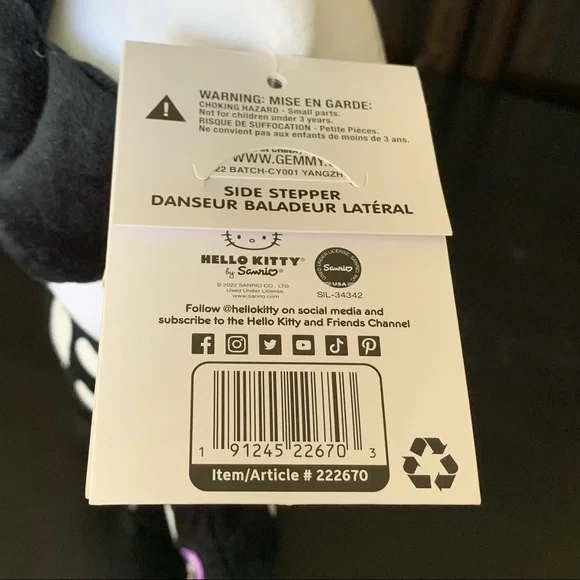 WARNING: MISE EN GARDE:
CHOKING HAZARD - Small parts.
Not for children under 3 years.
RISQUE DE SUFFOCATION - Petite Pièces.
Ne convient pas aux enfants de moins de 3 ans.
WWW.GEMMY.
22 BATCH-CY001 YANGZH
SIDE STEPPER
DANSEUR BALADEUR LATÉRAL
HELLO KITTY®
by Sanrio®
© 2022 SANRIO CO., LTD.
Used Under License.
www.sanrio.com
USED UNDER LICENSE
Sanrio
USA
SIL-34342
Follow @hellokitty on social media and
subscribe to the Hello Kitty and Friends Channel
1 91245 22670 3
Item/Article # 222670